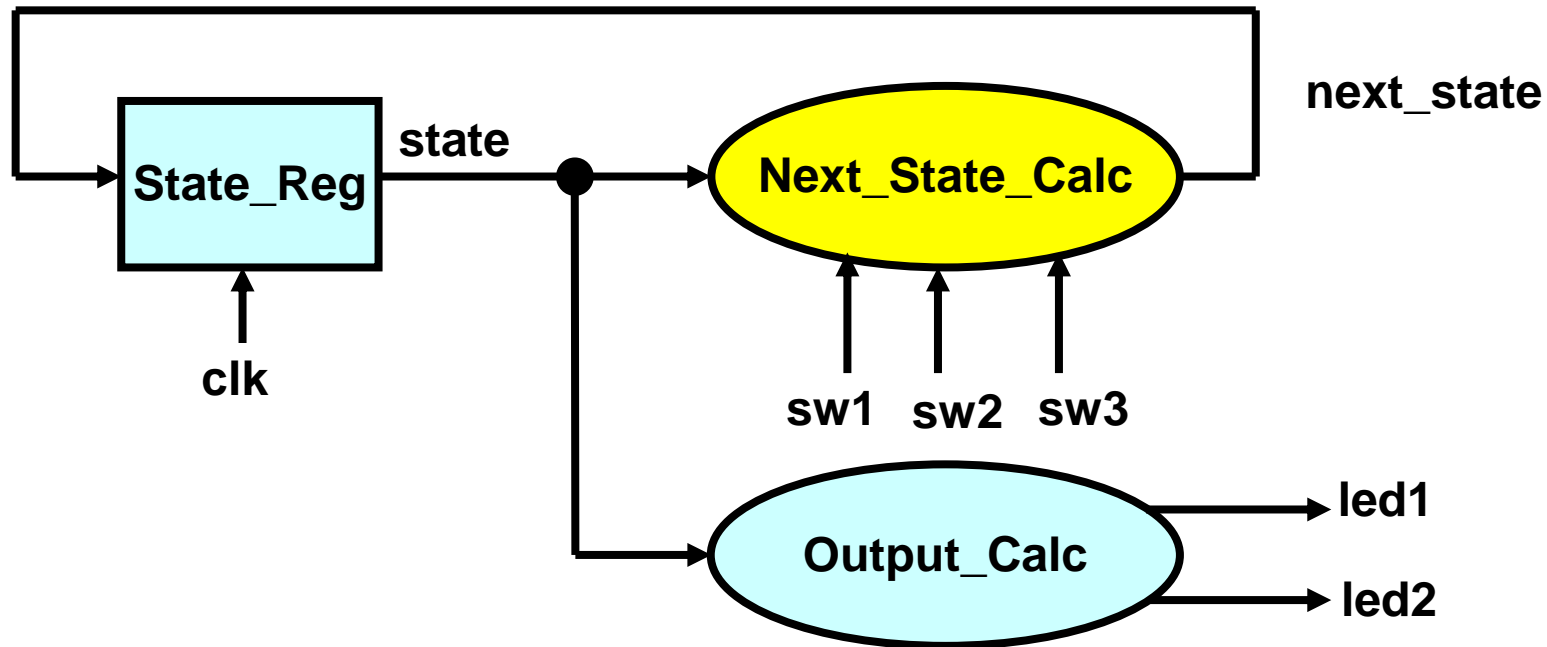 next_state
state
State_Reg
Next_State_Calc
clk
sw1 sw2 sw3
led1
Output_Calc
led2